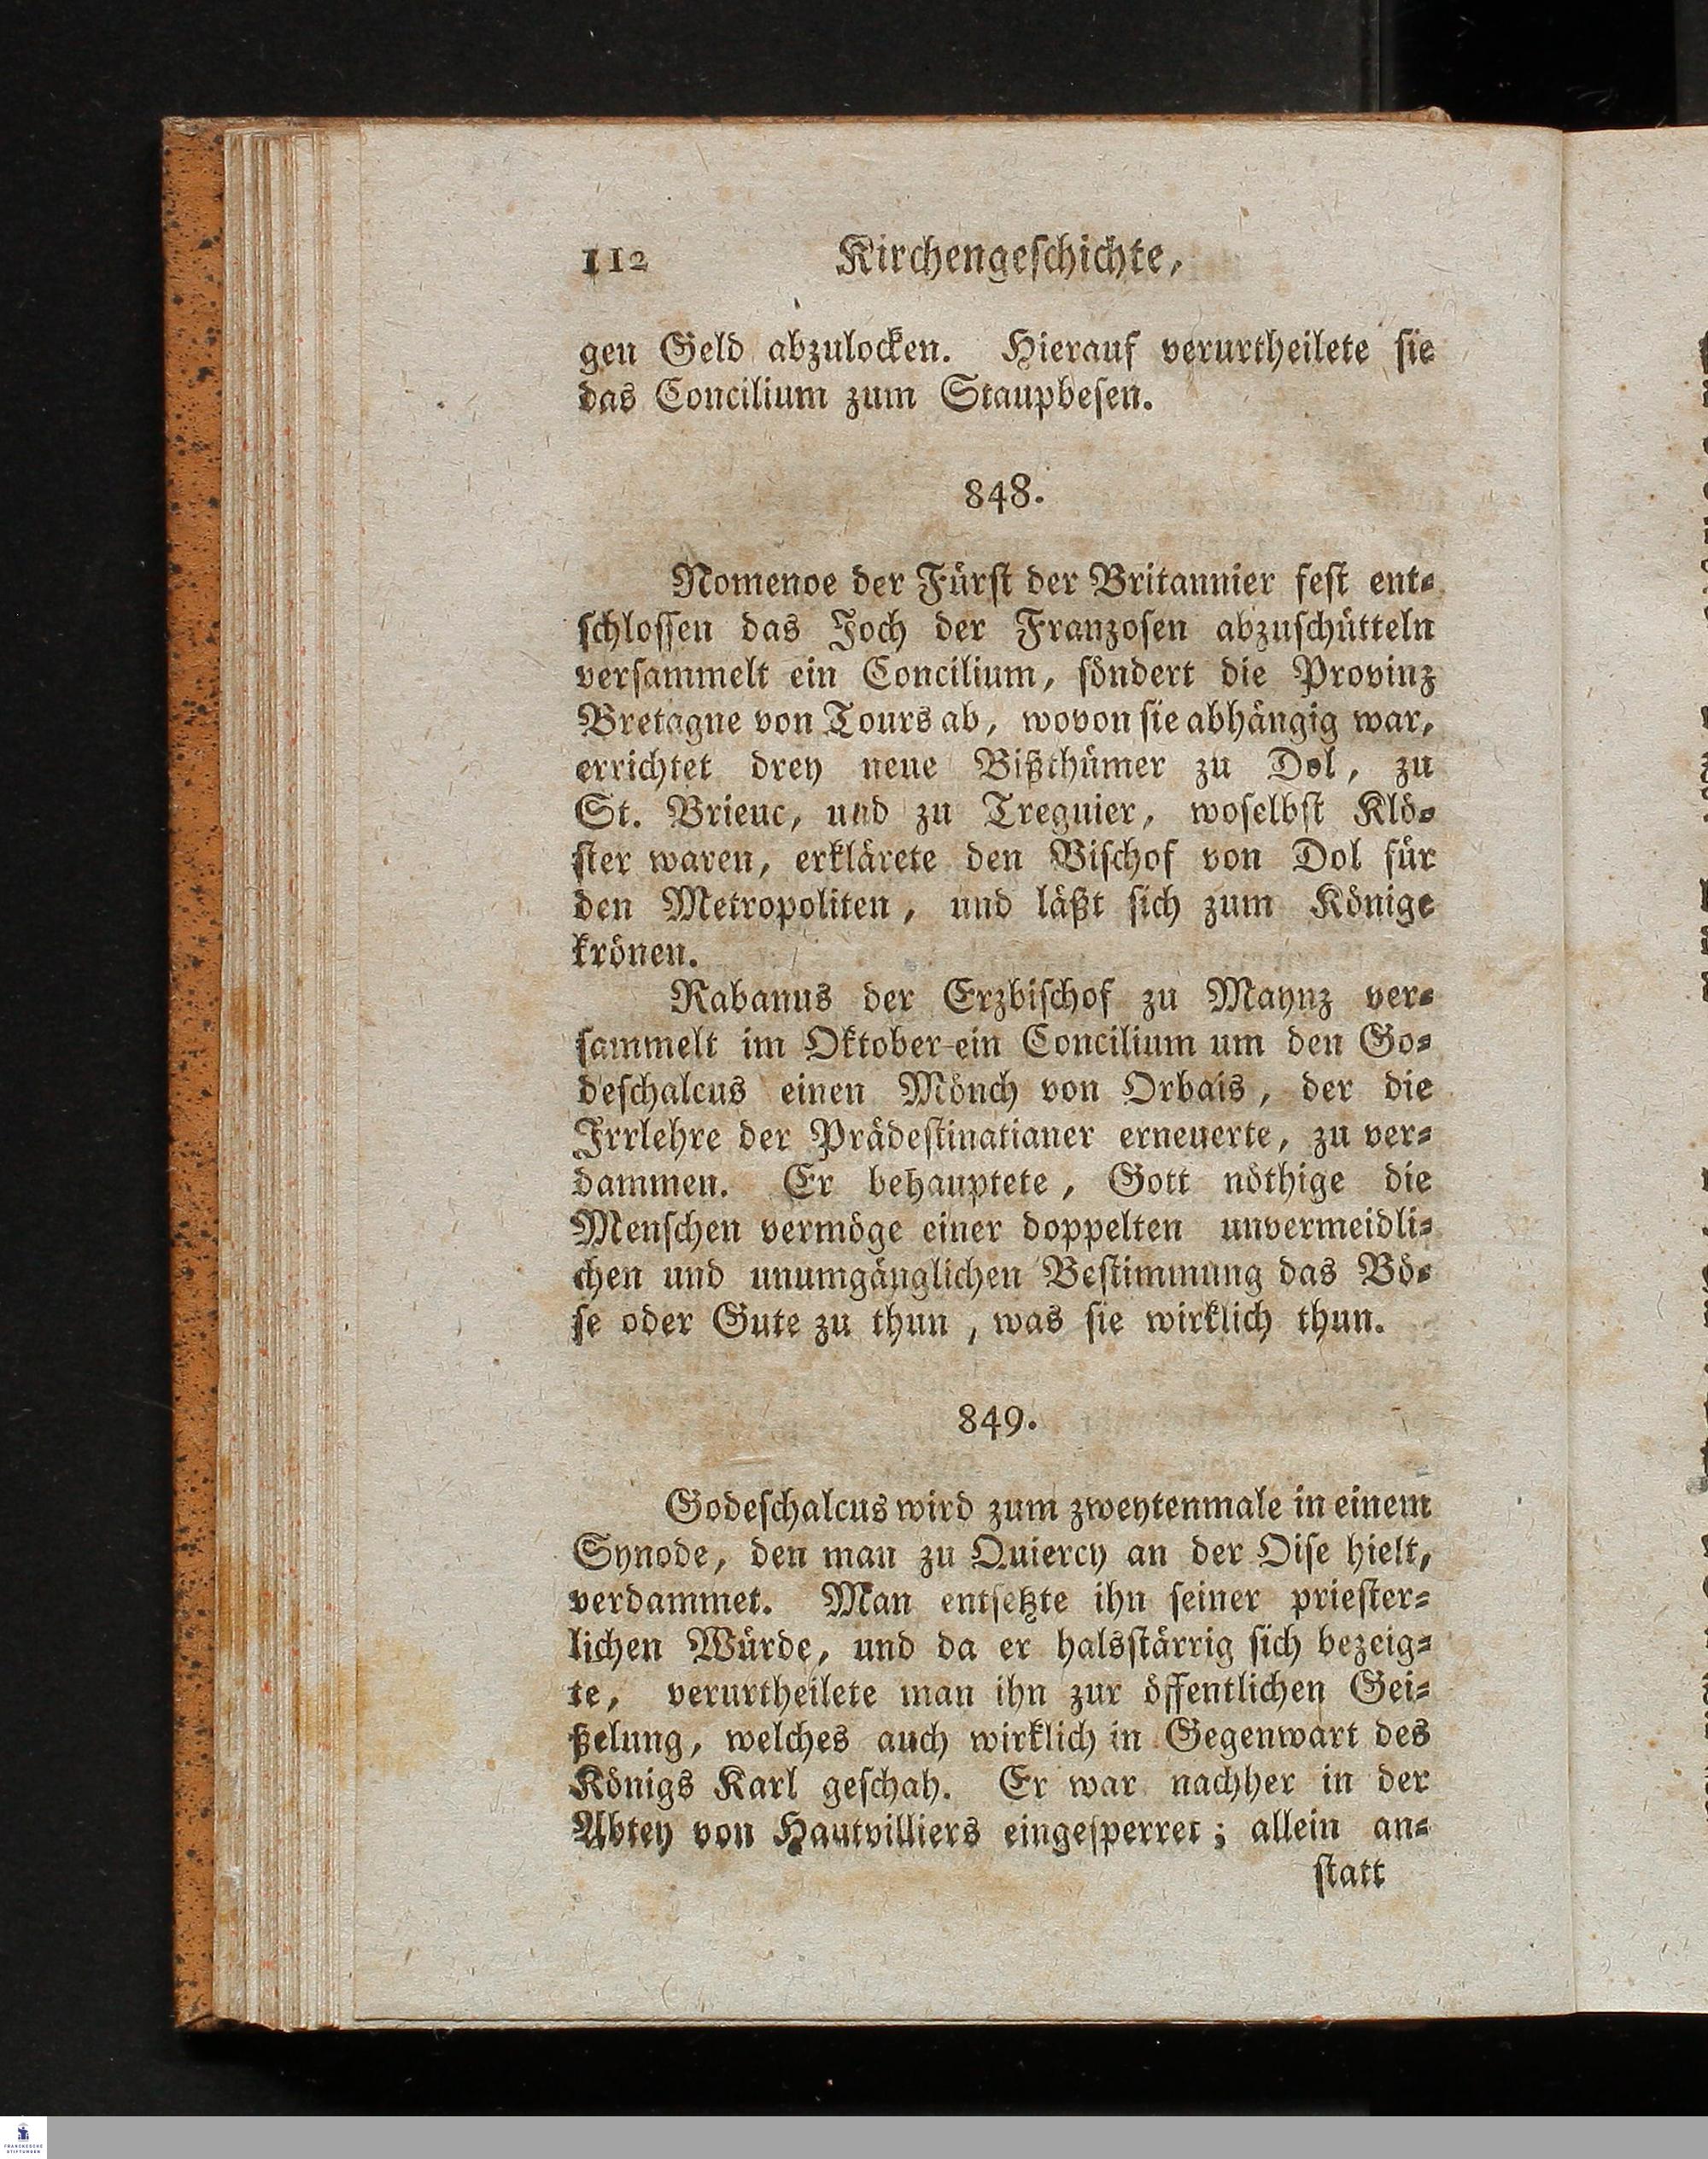 112 Kirchengeschichte,
gen Geld abzulocken. Hierauf verurtheilete sie
das Concilium zum Staupbesen.
848.
Nomenoe der Fürst der Britannier fest ent-
schlossen das Joch der Franzosen abzuschütteln
versammelt ein Concilium, söndert die Provinz
Bretagne von Tours ab, wovon sie abhängig war,
errichtet drey neue Bißthümer zu Dol, zu
St. Brieuc, und zu Treguier, woselbst Klö-
ster waren, erklärete den Bischof von Dol für
den Metropoliten, und läßt sich zum Könige
krönen.
Rabanus der Erzbischof zu Maynz ver-
sammelt im Oktober ein Concilium um den Go-
deschalcus einen Mönch von Orbais, der die
Irrlehre der Prädestinatianer erneuerte, zu ver-
dammen. Er behauptete, Gott nöthige die
Menschen vermöge einer doppelten unvermeidli-
chen und unumgänglichen Bestimmung das Bö-
se oder Gute zu thun, was sie wirklich thun.
849.
Godeschalcus wird zum zweytenmale in einem
Synode, den man zu Quiercy an der Oise hielt,
verdammet. Man entsetzte ihn seiner priester-
lichen Würde, und da er halsstärrig sich bezeig-
te, verurtheilete man ihn zur öffentlichen Gei-
ßelung, welches auch wirklich in Gegenwart des
Königs Karl geschah. Er war nachher in der
Abtey von Hautvilliers eingesperret; allein an-
statt
FRANCKESCHE
STIFTUNGEN